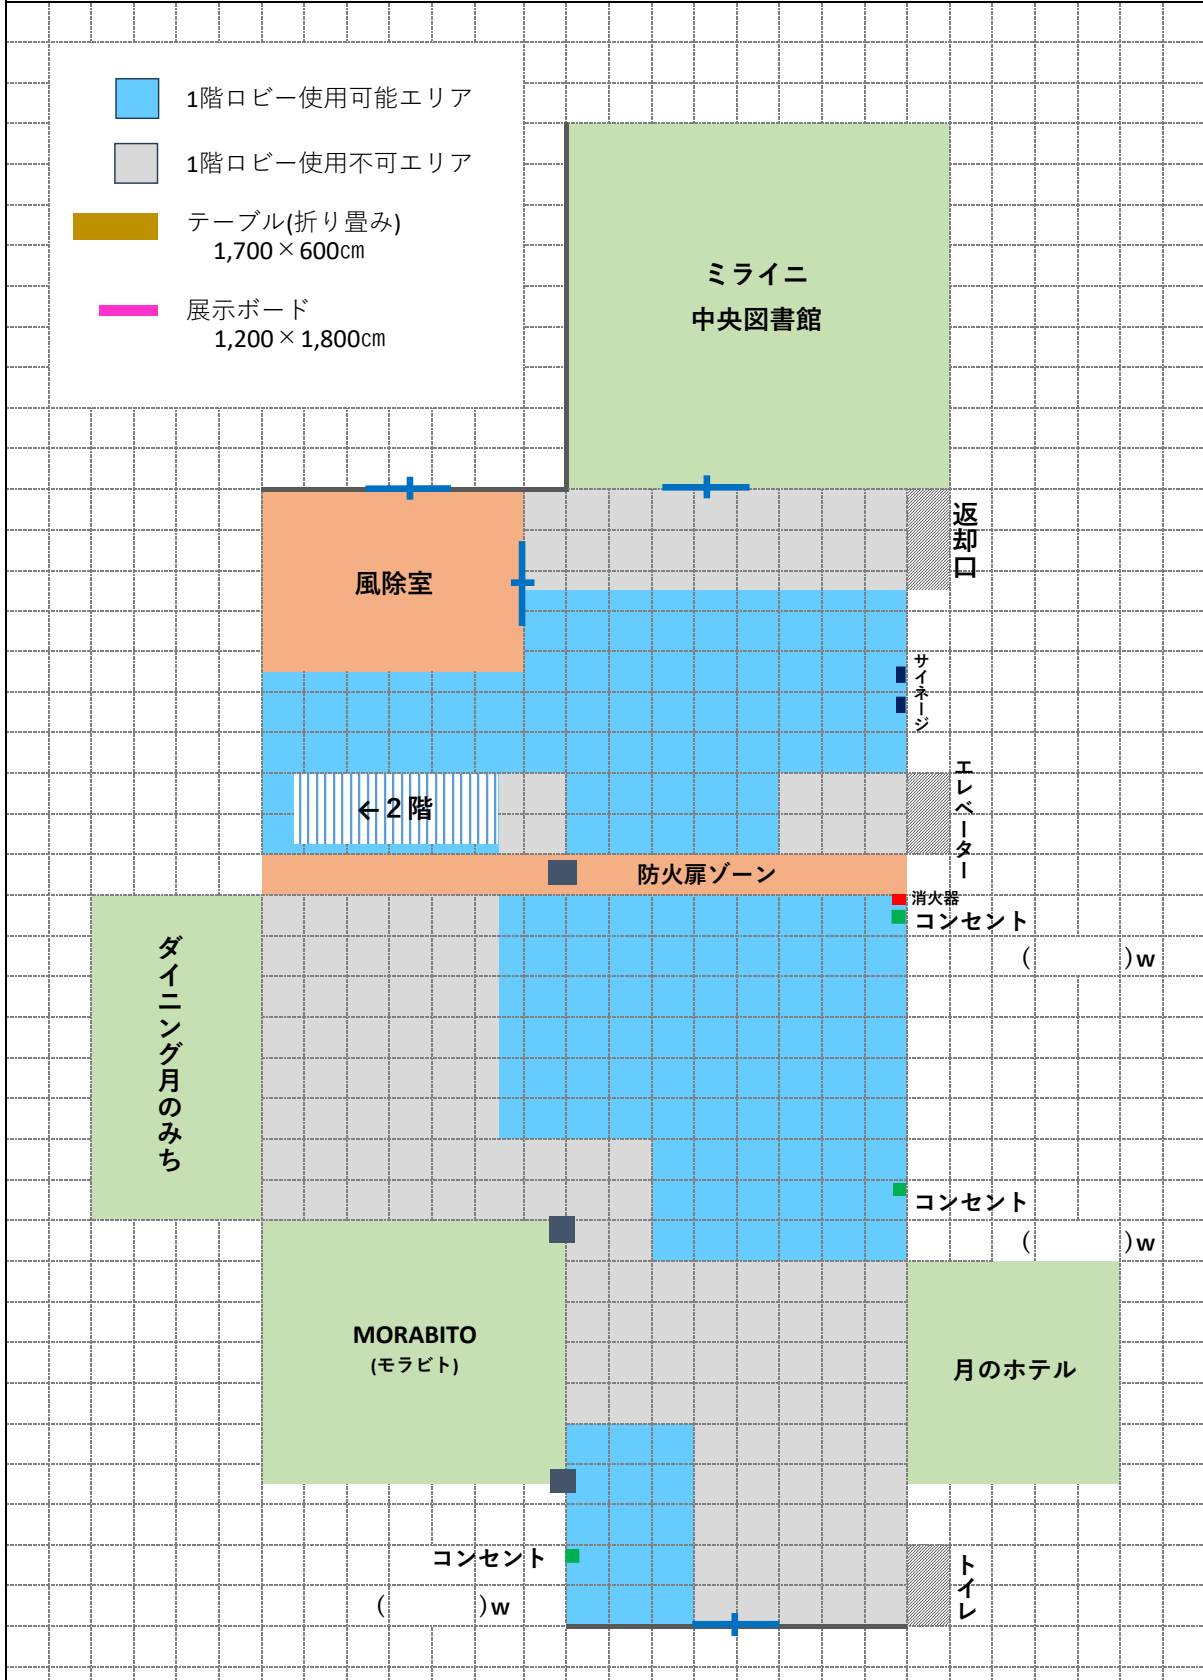 1階ロビー使用可能エリア
1階ロビー使用不可エリア
テーブル(折り畳み)
1,700×600㎝
展示ボード
1,200×1,800㎝
ミライニ
中央図書館
返却口
風除室
サイネージ
エレベーター
←2階
防火扉ゾーン
消火器
コンセント
( )w
ダイニング月のみち
コンセント
( )w
MORABITO
(モラビト)
月のホテル
コンセント
( )w
トイレ